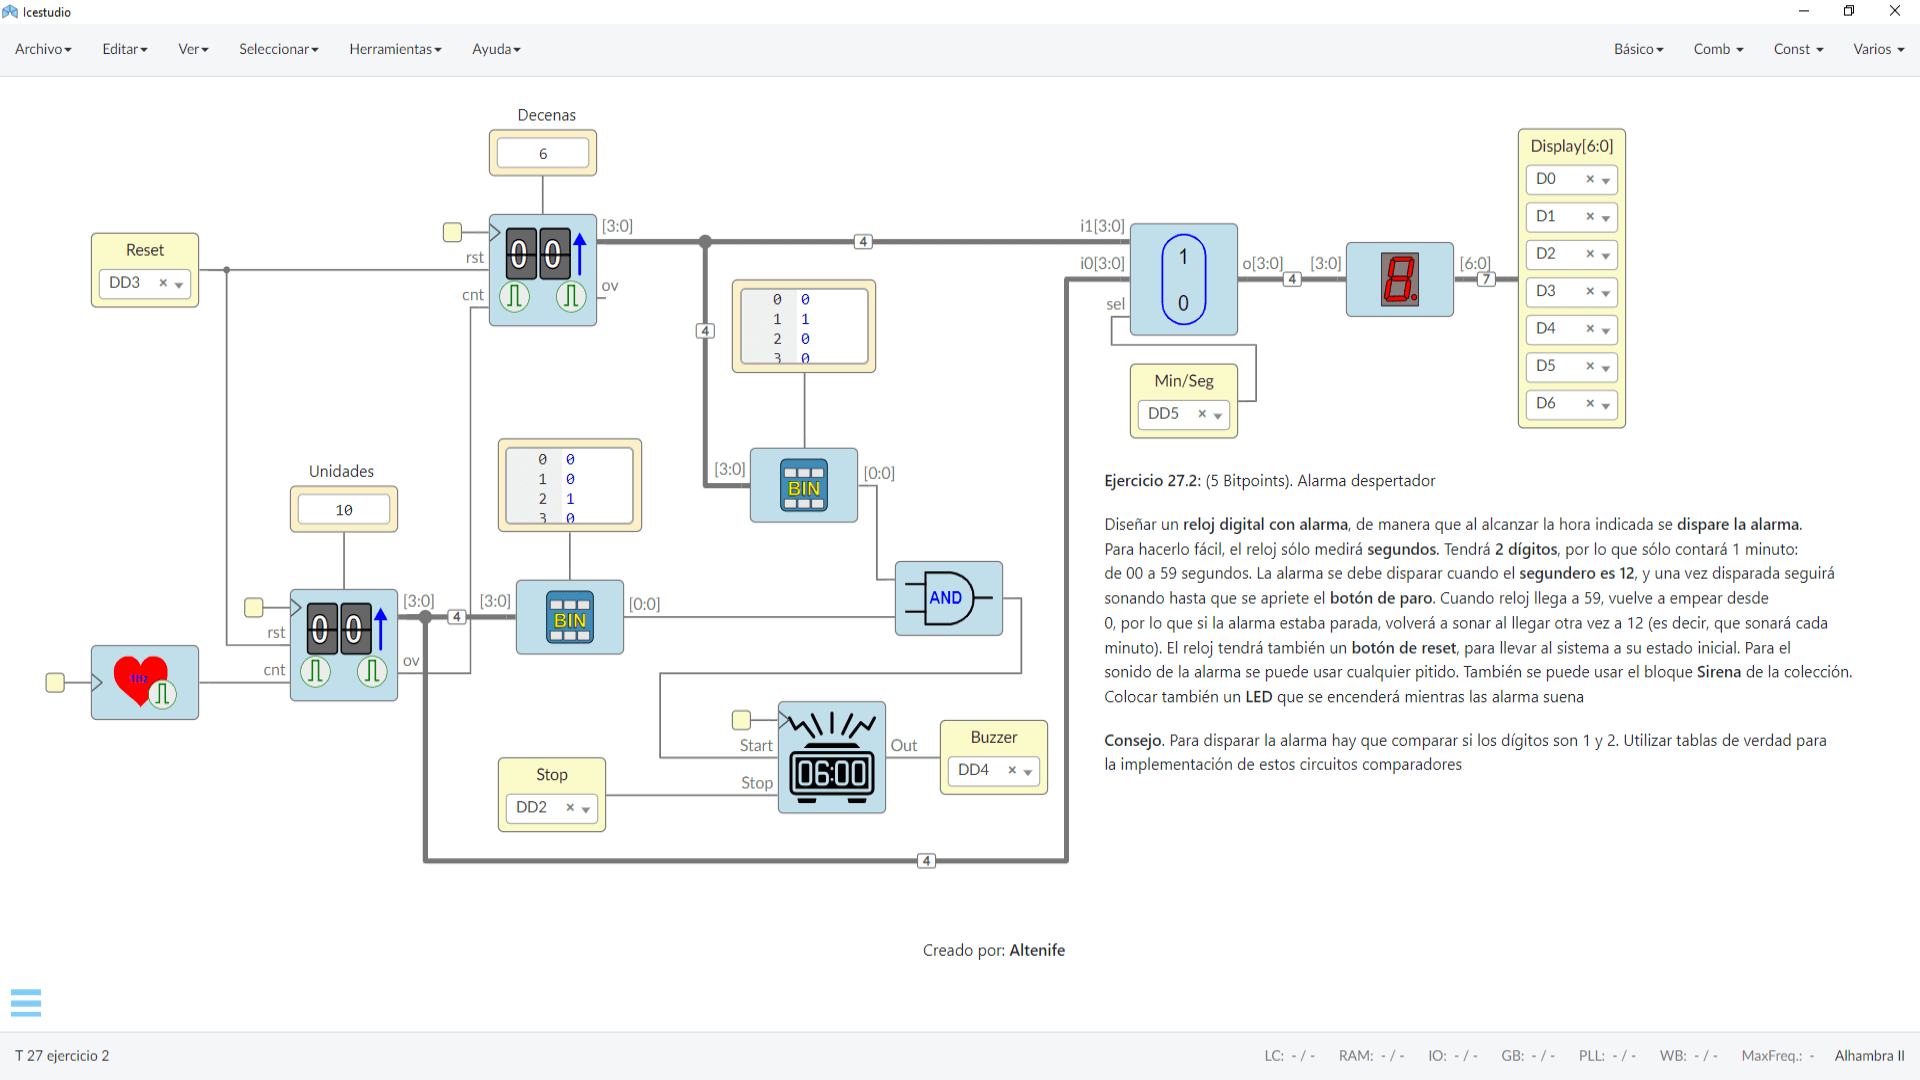 Icestudio
Archivo Editar Ver Seleccionar Herramientas Ayuda Básico Comb Const Varios
Decenas
6
Reset
DD3 ×
rst
cnt
0 0
[3:0]
ov
4
4
0 0
1 1
2 0
3 0
[3:0]
BIN
[0:0]
i1[3:0]
i0[3:0]
sel
1
0
o[3:0]
4
[3:0]
8.
[6:0]
7
Display[6:0]
D0 ×
D1 ×
D2 ×
D3 ×
D4 ×
D5 ×
D6 ×
Min/Seg
DD5 ×
Unidades
10
rst
cnt
0 0
[3:0]
ov
4
1Hz
0 0
1 0
2 1
3 0
[3:0]
BIN
[0:0]
AND
Stop
DD2 ×
Start
Stop
06:00
Out
Buzzer
DD4 ×
4
Ejercicio 27.2: (5 Bitpoints). Alarma despertador
Diseñar un reloj digital con alarma, de manera que al alcanzar la hora indicada se dispare la alarma.
Para hacerlo fácil, el reloj sólo medirá segundos. Tendrá 2 dígitos, por lo que sólo contará 1 minuto:
de 00 a 59 segundos. La alarma se debe disparar cuando el segundero es 12, y una vez disparada seguirá
sonando hasta que se apriete el botón de paro. Cuando reloj llega a 59, vuelve a empear desde
0, por lo que si la alarma estaba parada, volverá a sonar al llegar otra vez a 12 (es decir, que sonará cada
minuto). El reloj tendrá también un botón de reset, para llevar al sistema a su estado inicial. Para el
sonido de la alarma se puede usar cualquier pitido. También se puede usar el bloque Sirena de la colección.
Colocar también un LED que se encenderá mientras las alarma suena
Consejo. Para disparar la alarma hay que comparar si los dígitos son 1 y 2. Utilizar tablas de verdad para
la implementación de estos circuitos comparadores
Creado por: Altenife
T 27 ejercicio 2
LC: - / - RAM: - / - IO: - / - GB: - / - PLL: - / - WB: - / - MaxFreq.: - Alhambra II